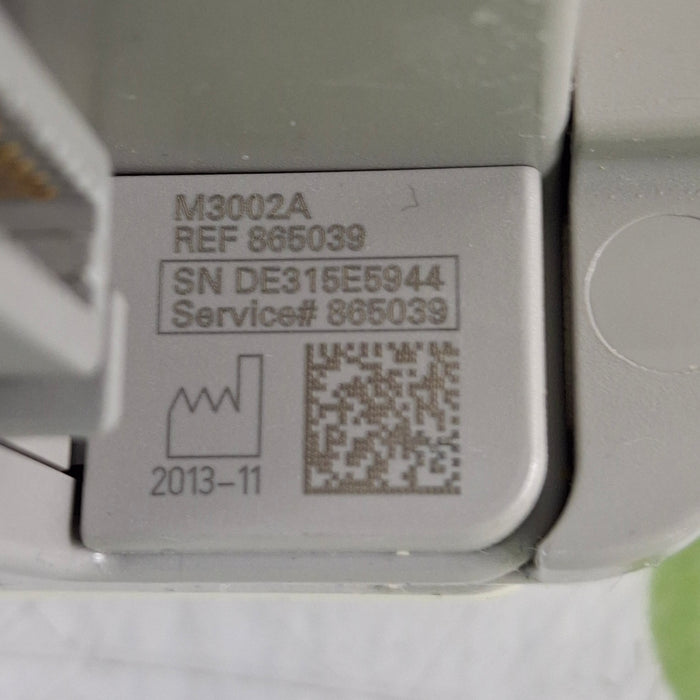 M3002A
REF 865039
SN DE315E5944
Service# 865039
2013-11